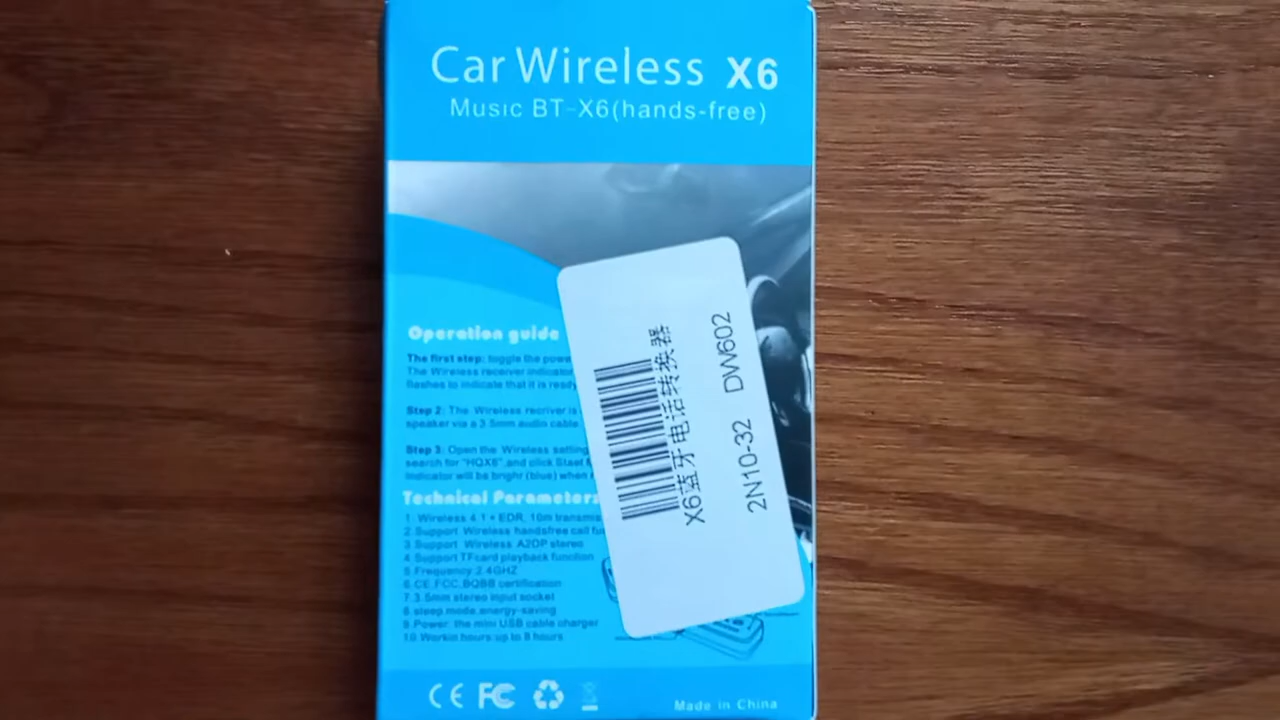 Car Wireless X6
Music BT-X6(hands-free)
Operation guide
The first step: toggle the power
The Wireless receiver indicator
flashes to indicate that it is ready
Step 2: The Wireless recriver is
speaker via a 3.5mm audio cable
Step 3: Open the Wireless setting
search for "HQX6" and click
indicator will be bright (blue) when
Technical Parameters
1. Wireless 4.1 + EDR, 10m transmis
2.Support Wireless handsfree call fu
3.Support Wireless A2DP stereo
4.Support TFcard playback function
5.Frequency:2.4GHZ
6.CE,FCC,BQBB certification
7.3.5mm stereo input socket
8.sleep mode,energy-saving
9.Power: the mini USB cable charger
10.Workin hours:up to 8 hours
X6蓝牙电话转换器
2N10-32 DW602
CE FC
Made in China